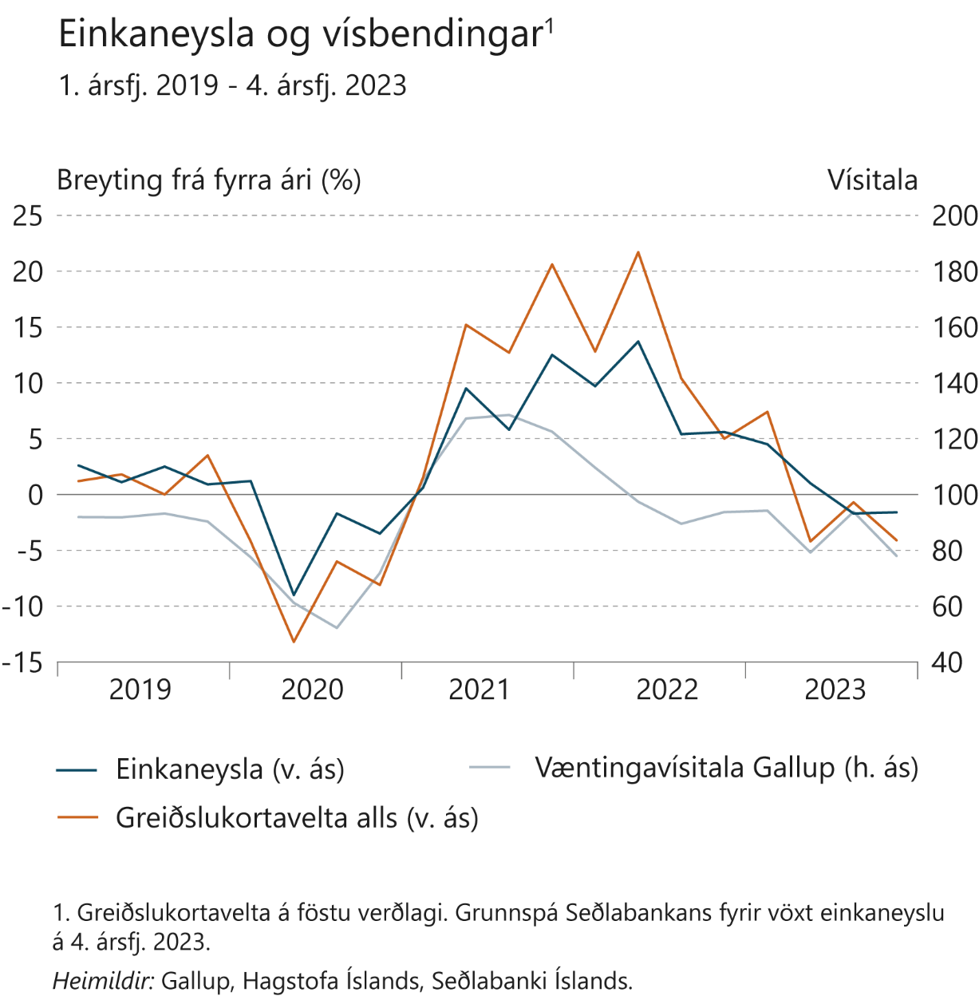 Einkaneysla og vísbendingar¹
1. ársfj. 2019 - 4. ársfj. 2023
Breyting frá fyrra ári (%) Vísitala
25 200
20 180
15 160
10 140
5 120
0 100
-5 80
-10 60
-15 40
2019 2020 2021 2022 2023
Einkaneysla (v. ás) Væntingavísitala Gallup (h. ás)
Greiðslukortavelta alls (v. ás)
1. Greiðslukortavelta á föstu verðlagi. Grunnspá Seðlabankans fyrir vöxt einkaneyslu
á 4. ársfj. 2023.
Heimildir: Gallup, Hagstofa Íslands, Seðlabanki Íslands.